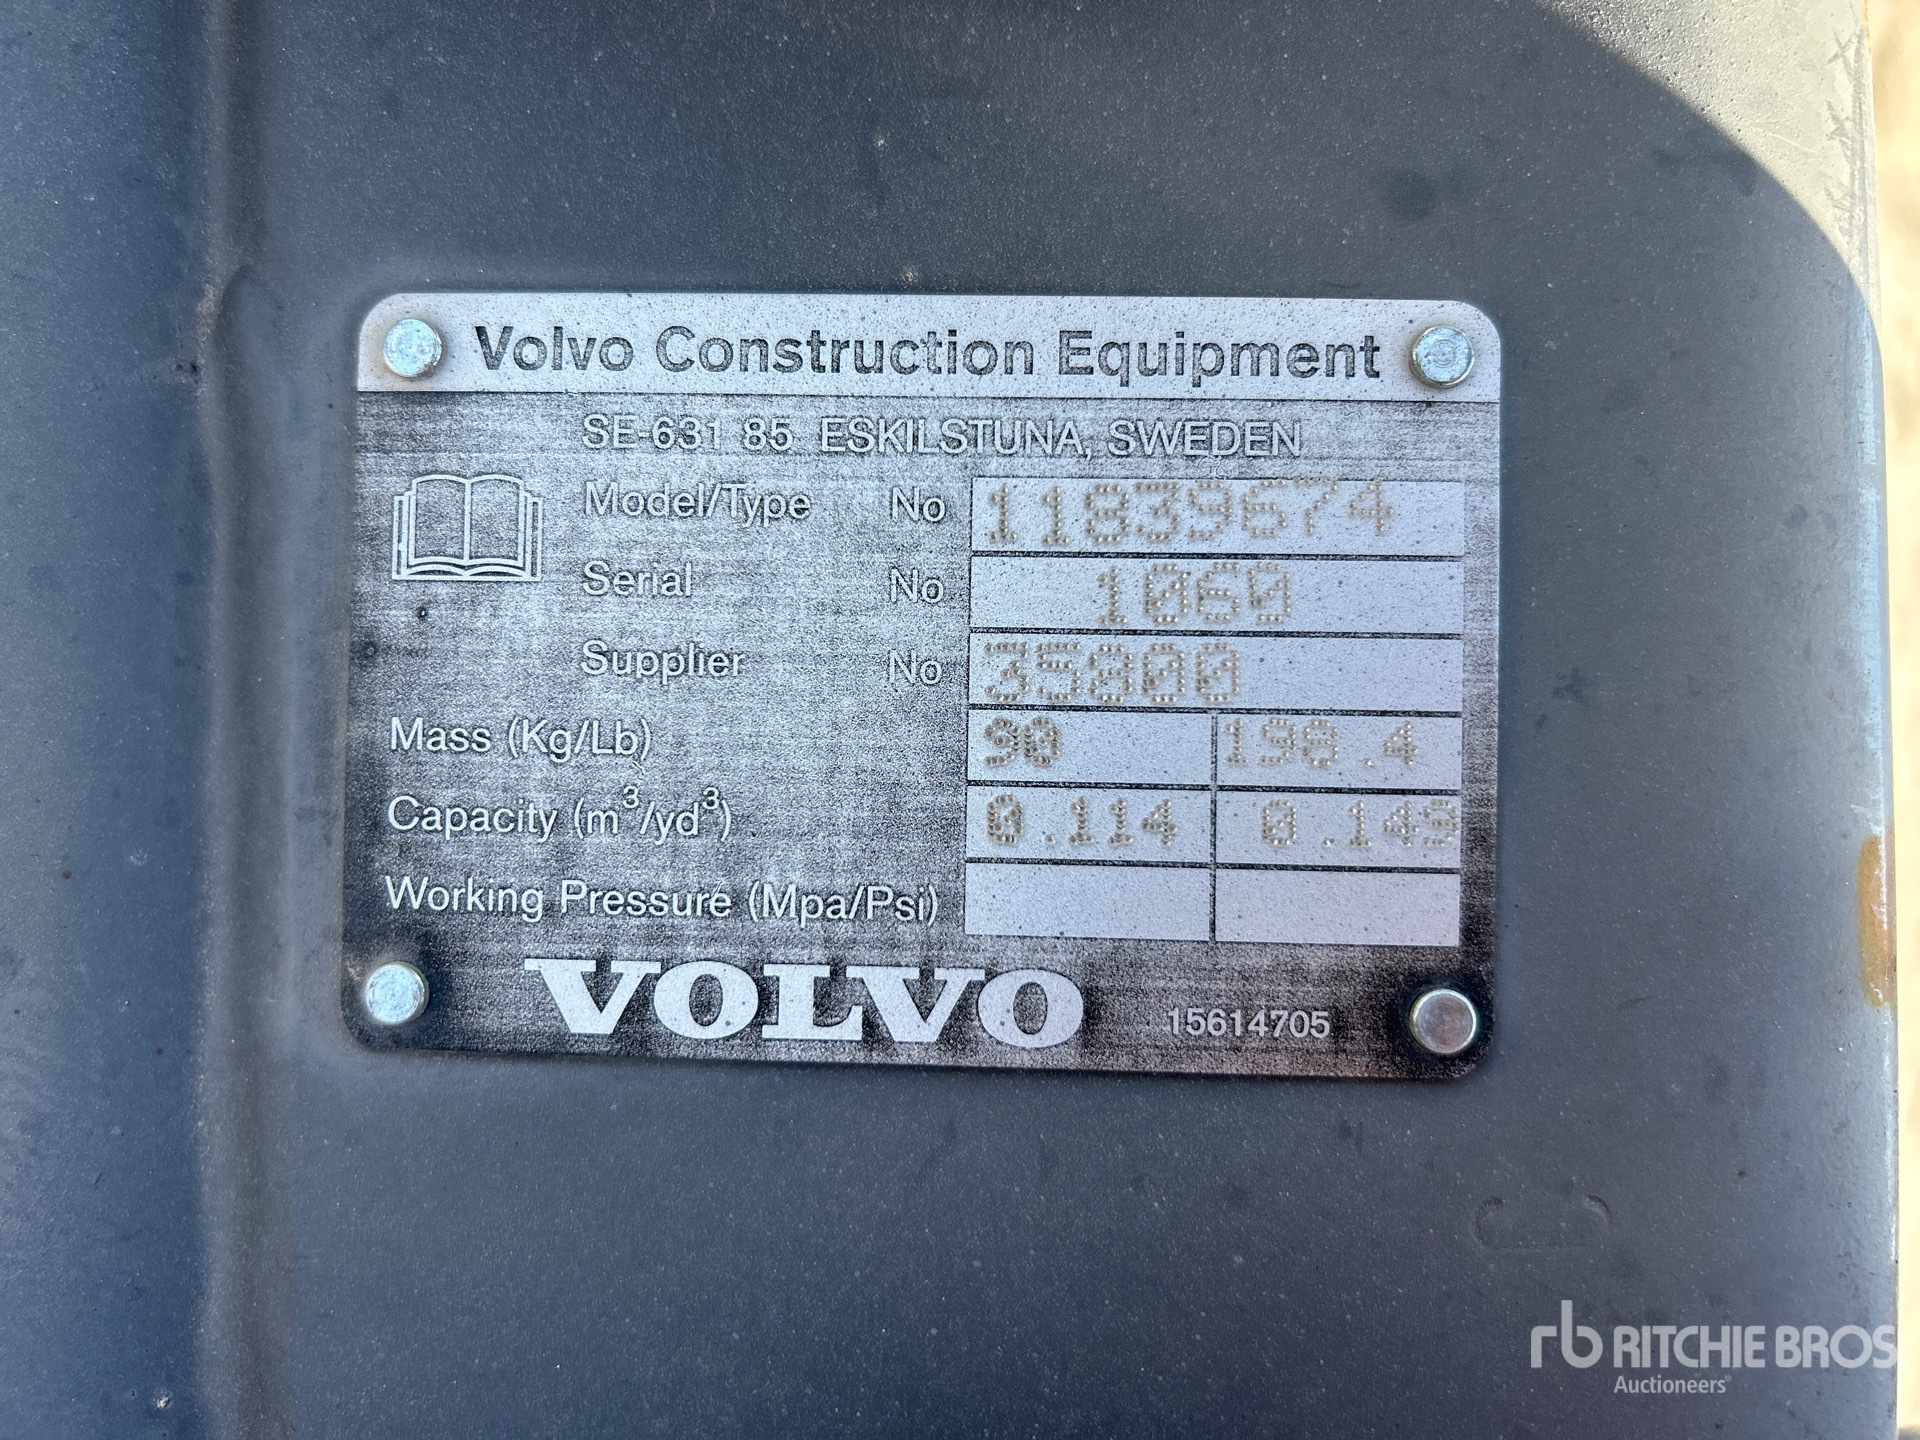 Volvo Construction Equipment
SE-631 85 ESKILSTUNA, SWEDEN
Model/Type No 11839674
Serial No 1060
Supplier No 35800
Mass (Kg/Lb) 90 198.4
Capacity (m³/yd³) 0.114 0.149
Working Pressure (Mpa/Psi)
VOLVO 15614705
rb RITCHIE BROS
Auctioneers